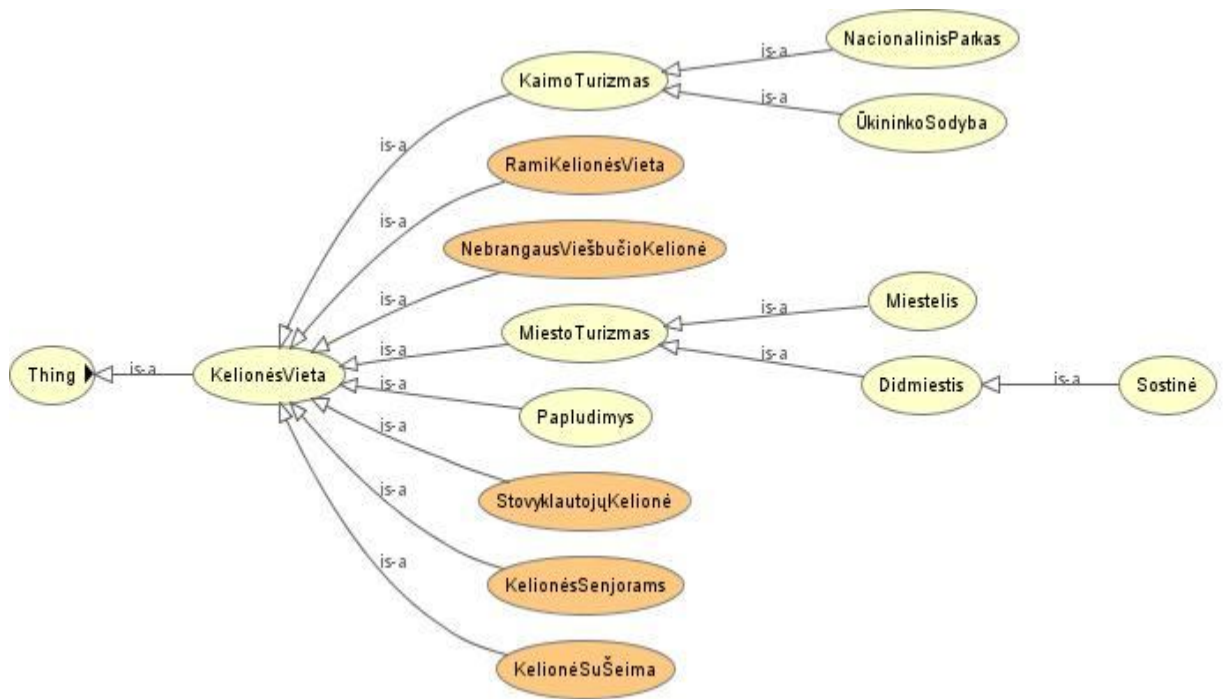 NacionalinisParkas
is-a
KaimoTurizmas
is-a
ŪkininkoSodyba
is-a
RamiKelionėsVieta
is-a
NebrangausViešbučioKelionė
is-a
Miestelis
is-a
MiestoTurizmas
is-a
is-a
Thing
is-a
KelionėsVieta
is-a
Didmiestis
is-a
Sostinė
Papludimys
is-a
StovyklautojųKelionė
is-a
KelionėsSenjorams
is-a
KelionėSuŠeima